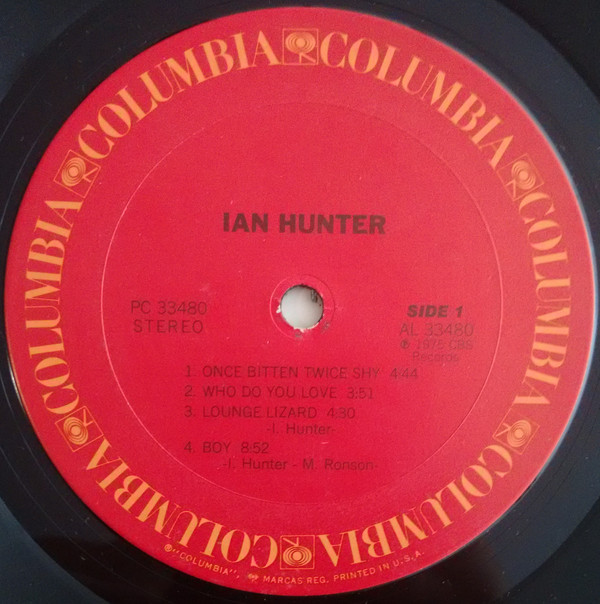 COLUMBIA COLUMBIA COLUMBIA COLUMBIA COLUMBIA COLUMBIA
IAN HUNTER
PC 33480
STEREO
SIDE 1
AL 33480
℗ 1975 CBS
Records
1. ONCE BITTEN TWICE SHY 4:44
2. WHO DO YOU LOVE 3:51
3. LOUNGE LIZARD 4:30
-I. Hunter-
4. BOY 8:52
-I. Hunter - M. Ronson-
®"COLUMBIA", MARCAS REG. PRINTED IN U.S.A.